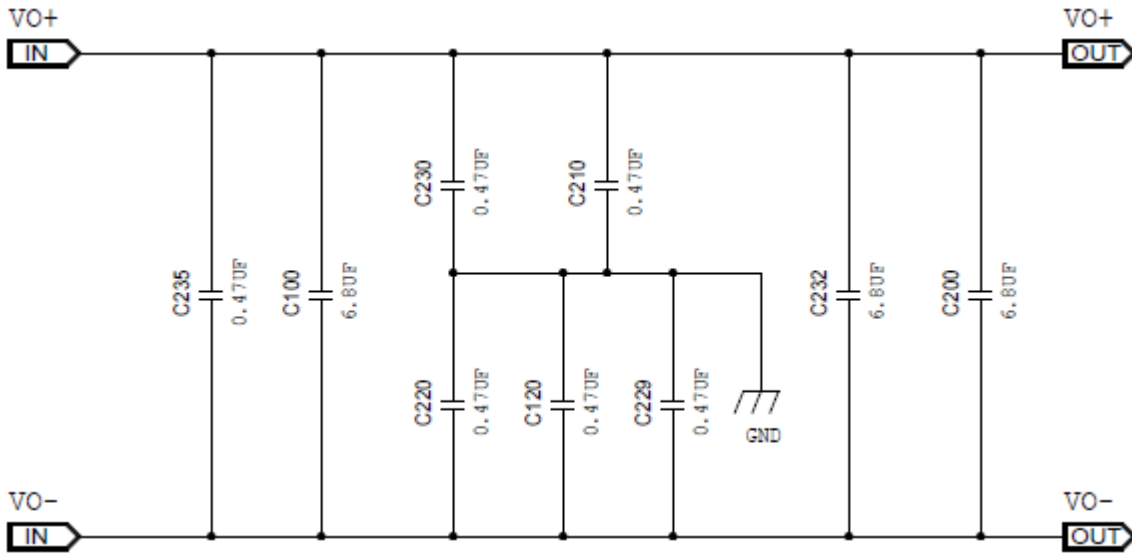 VO+
IN
VO+
OUT
C230
0.47UF
C210
0.47UF
C235
0.47UF
C100
6.8UF
C232
6.8UF
C200
6.8UF
C220
0.47UF
C120
0.47UF
C229
0.47UF
GND
VO-
IN
VO-
OUT